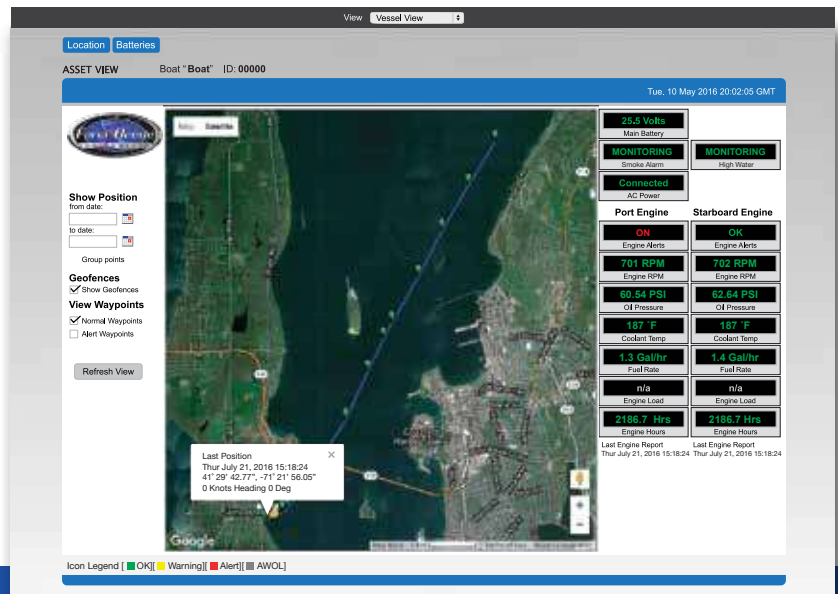 View Vessel View
Location Batteries
ASSET VIEW Boat "Boat" ID: 00000
Tue. 10 May 2016 20:02:05 GMT
Satellite
25.5 Volts
Main Battery
MONITORING MONITORING
Smoke Alarm High Water
Connected
AC Power
Show Position
from date:
to date:
Group points
Geofences
Show Geofences
View Waypoints
Normal Waypoints
Alert Waypoints
Refresh View
Port Engine Starboard Engine
ON OK
Engine Alerts Engine Alerts
701 RPM 702 RPM
Engine RPM Engine RPM
60.54 PSI 62.64 PSI
Oil Pressure Oil Pressure
187 °F 187 °F
Coolant Temp Coolant Temp
1.3 Gal/hr 1.4 Gal/hr
Fuel Rate Fuel Rate
n/a n/a
Engine Load Engine Load
2186.7 Hrs 2186.7 Hrs
Engine Hours Engine Hours
Last Engine Report Last Engine Report
Thur July 21, 2016 15:18:24 Thur July 21, 2016 15:18:24
Last Position
Thur July 21, 2016 15:18:24
41° 29' 42.77", -71° 21' 56.05"
0 Knots Heading 0 Deg
Google
Icon Legend [ OK][ Warning][ Alert][ AWOL]